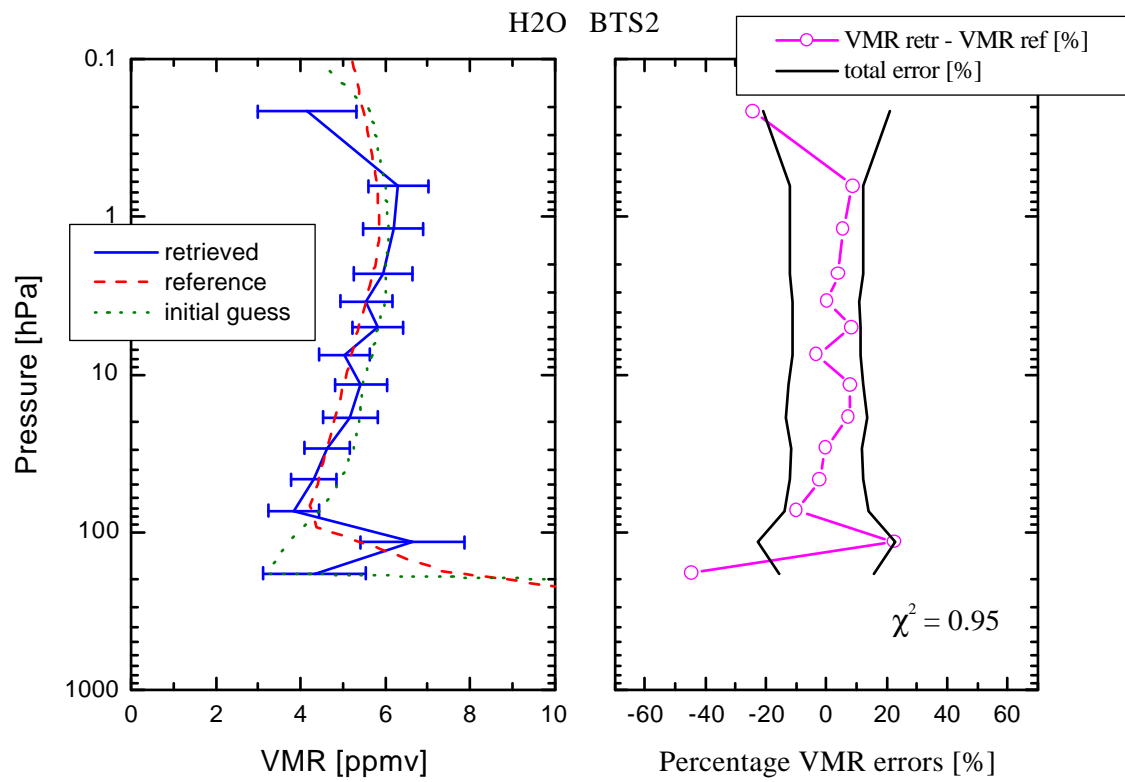 H2O BTS2
VMR retr - VMR ref [%]
total error [%]
0.1
1
10
100
1000
Pressure [hPa]
retrieved
reference
initial guess
0
2
4
6
8
10
VMR [ppmv]
χ² = 0.95
-60
-40
-20
0
20
40
60
Percentage VMR errors [%]